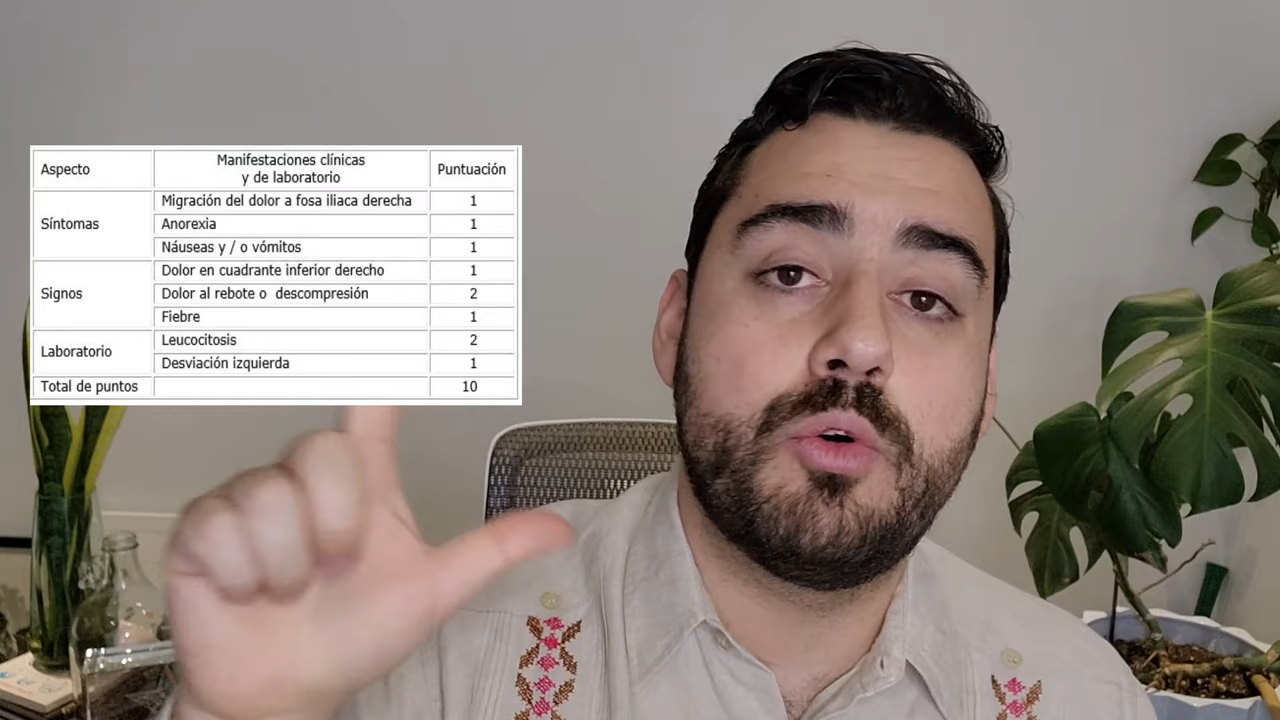 Aspecto
Manifestaciones clínicas
y de laboratorio
Puntuación
Síntomas
Migración del dolor a fosa iliaca derecha 1
Anorexia 1
Náuseas y / o vómitos 1
Signos
Dolor en cuadrante inferior derecho 1
Dolor al rebote o descompresión 2
Fiebre 1
Laboratorio
Leucocitosis 2
Desviación izquierda 1
Total de puntos 10